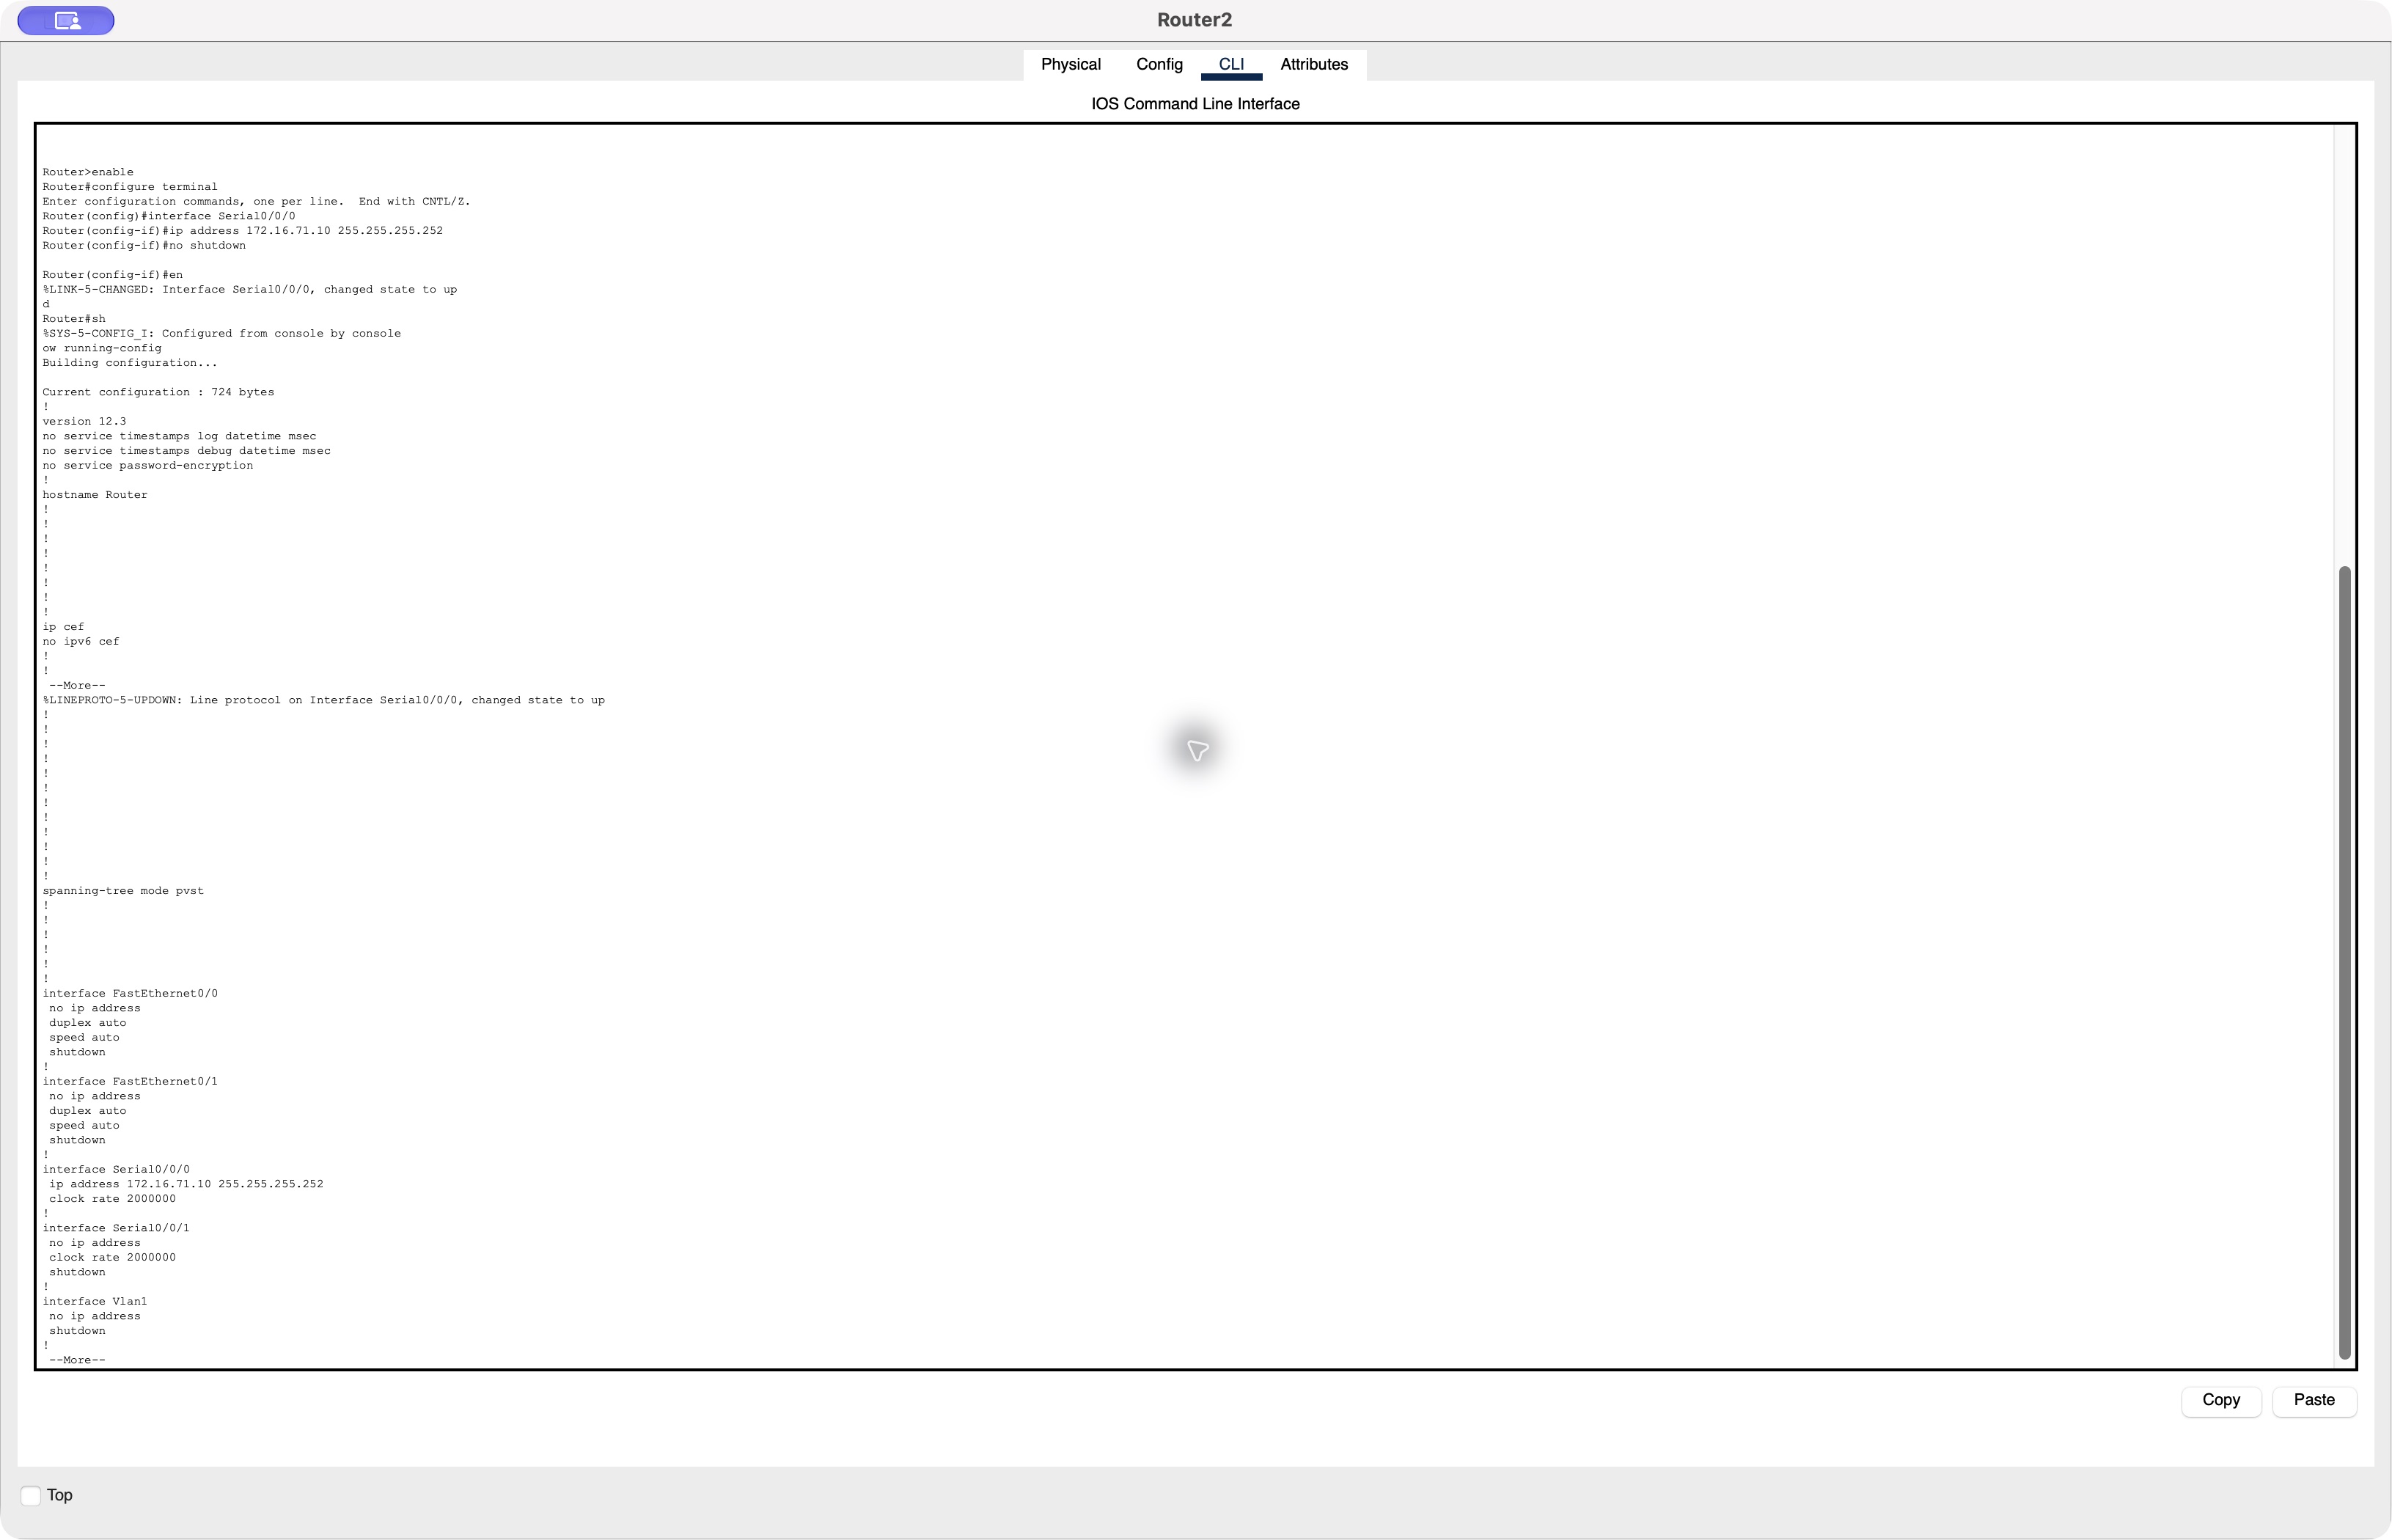 Router2
Physical Config CLI Attributes
IOS Command Line Interface
Router>enable
Router#configure terminal
Enter configuration commands, one per line.  End with CNTL/Z.
Router(config)#interface Serial0/0/0
Router(config-if)#ip address 172.16.71.10 255.255.255.252
Router(config-if)#no shutdown
Router(config-if)#en
%LINK-5-CHANGED: Interface Serial0/0/0, changed state to up
d
Router#sh
%SYS-5-CONFIG_I: Configured from console by console
ow running-config
Building configuration...
Current configuration : 724 bytes
!
version 12.3
no service timestamps log datetime msec
no service timestamps debug datetime msec
no service password-encryption
!
hostname Router
!
!
!
!
!
!
!
!
ip cef
no ipv6 cef
!
!
 --More--
%LINEPROTO-5-UPDOWN: Line protocol on Interface Serial0/0/0, changed state to up
!
!
!
!
!
!
!
!
!
!
!
!
spanning-tree mode pvst
!
!
!
!
!
!
interface FastEthernet0/0
 no ip address
 duplex auto
 speed auto
 shutdown
!
interface FastEthernet0/1
 no ip address
 duplex auto
 speed auto
 shutdown
!
interface Serial0/0/0
 ip address 172.16.71.10 255.255.255.252
 clock rate 2000000
!
interface Serial0/0/1
 no ip address
 clock rate 2000000
 shutdown
!
interface Vlan1
 no ip address
 shutdown
!
 --More--
Copy Paste
Top